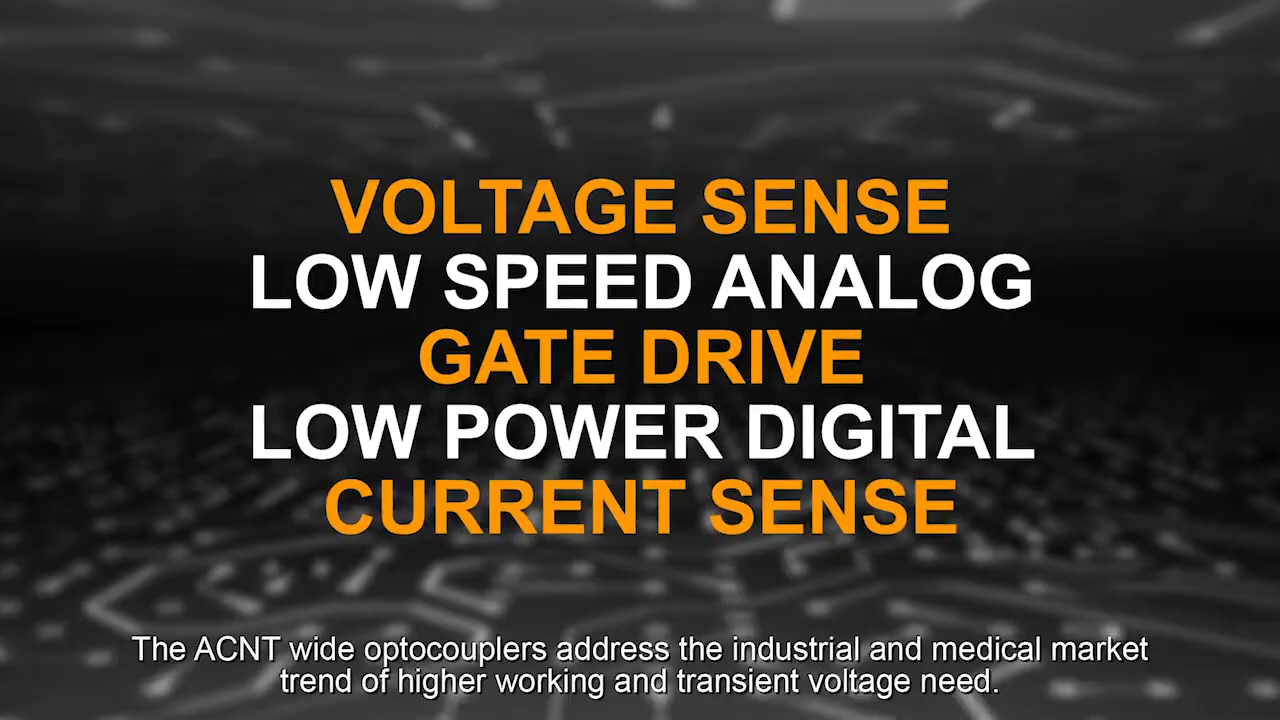 VOLTAGE SENSE
LOW SPEED ANALOG
GATE DRIVE
LOW POWER DIGITAL
CURRENT SENSE
The ACNT wide optocouplers address the industrial and medical market
trend of higher working and transient voltage need.